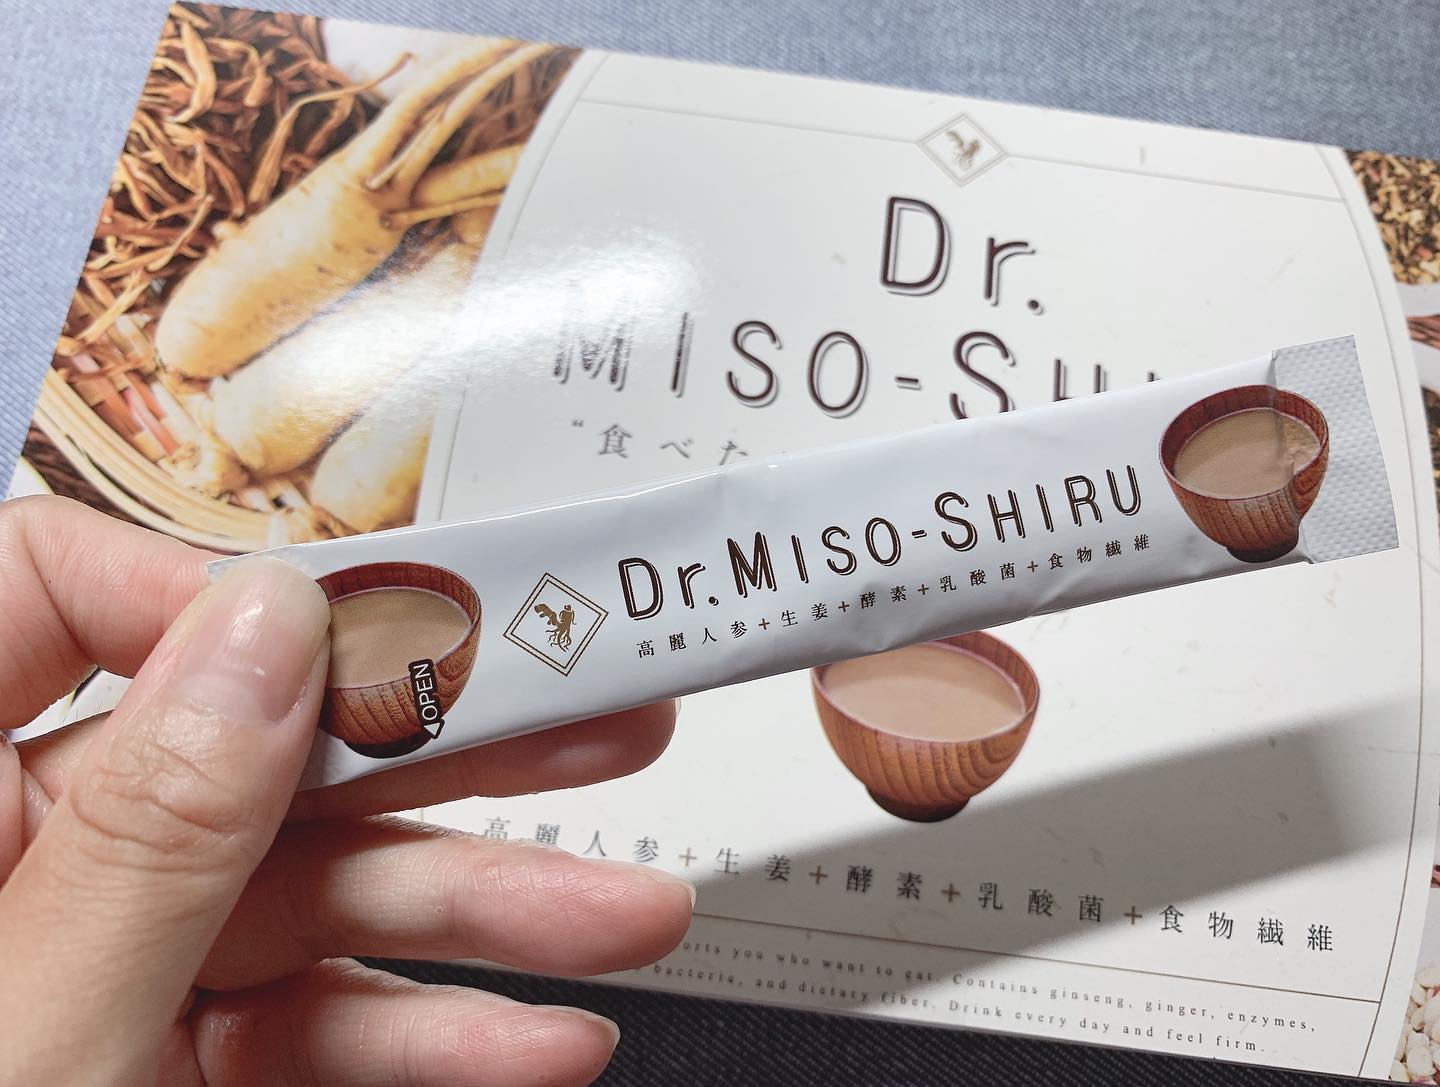 Dr.
MISO-SH
“食べた
Dr.MISO-SHIRU
高麗人参+生姜+酵素+乳酸菌+食物繊維
OPEN
高麗人参+生姜+酵素+乳酸菌+食物繊維
you who want to eat. Contains ginseng, ginger, enzymes,
bacteria, and dietary fiber. Drink every day and feel firm.